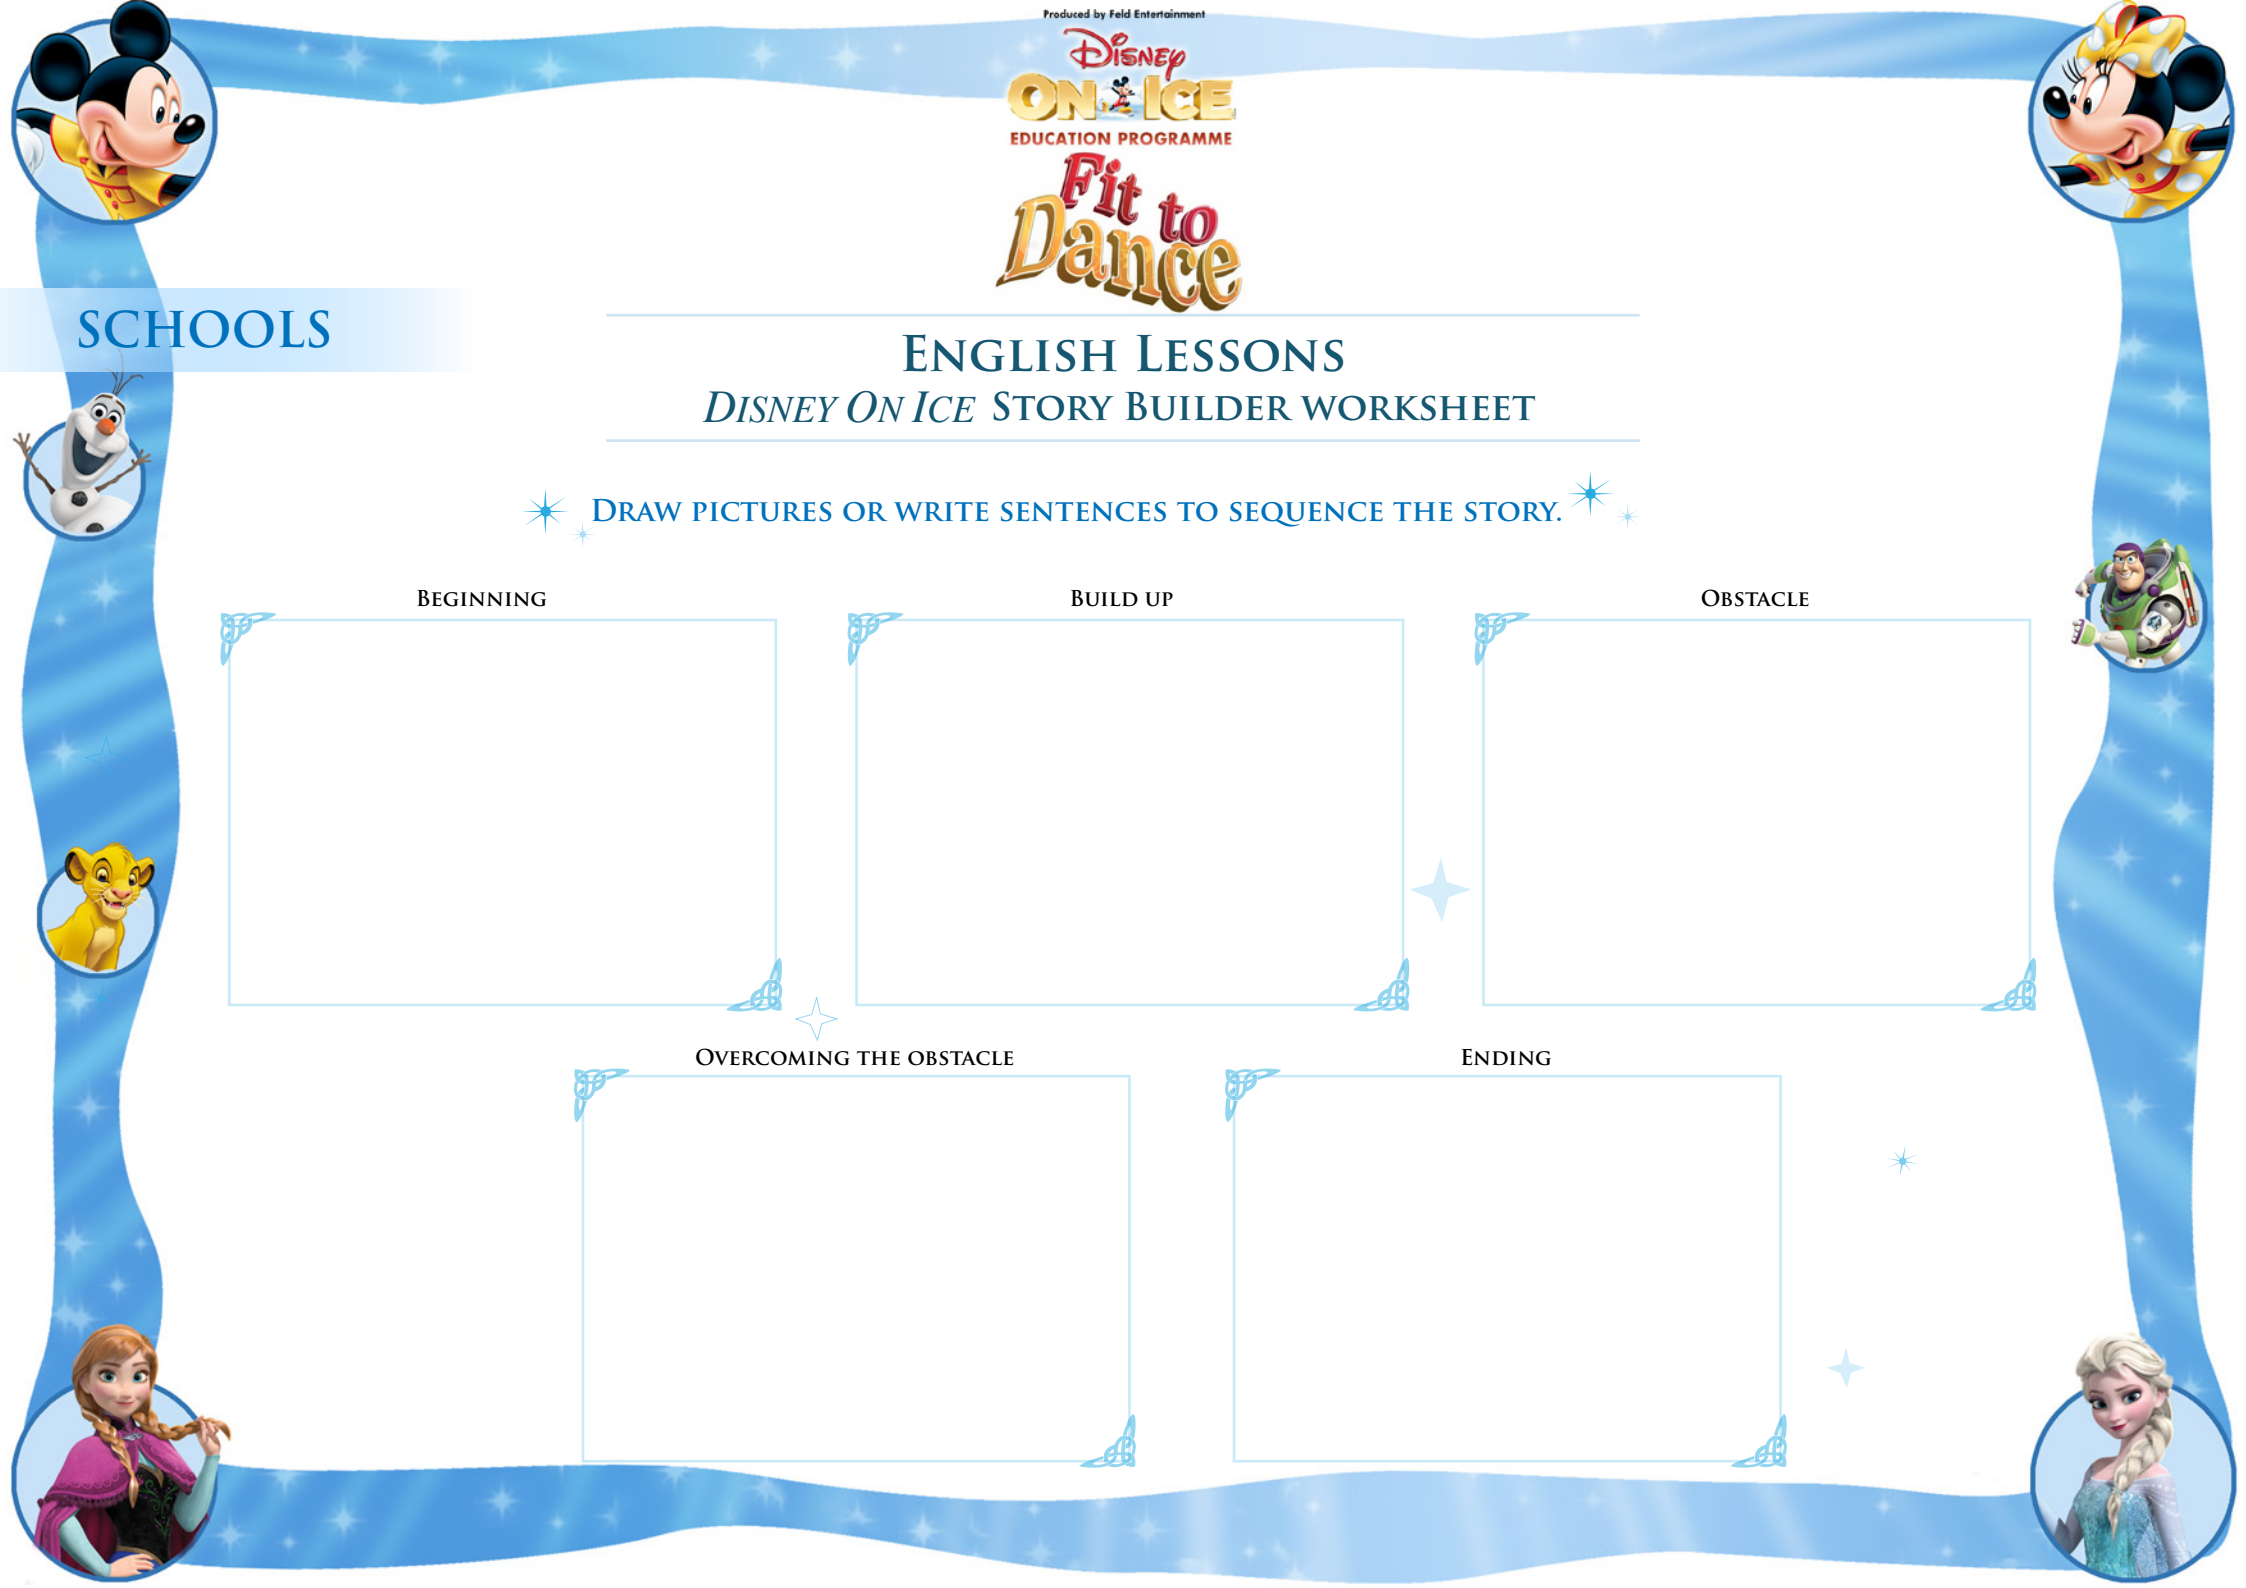 Produced by Feld Entertainment
Disney
ON ICE
EDUCATION PROGRAMME
Fit to
Dance
SCHOOLS
English Lessons
Disney On Ice Story Builder worksheet
Draw pictures or write sentences to sequence the story.
Beginning
Build up
Obstacle
Overcoming the obstacle
Ending